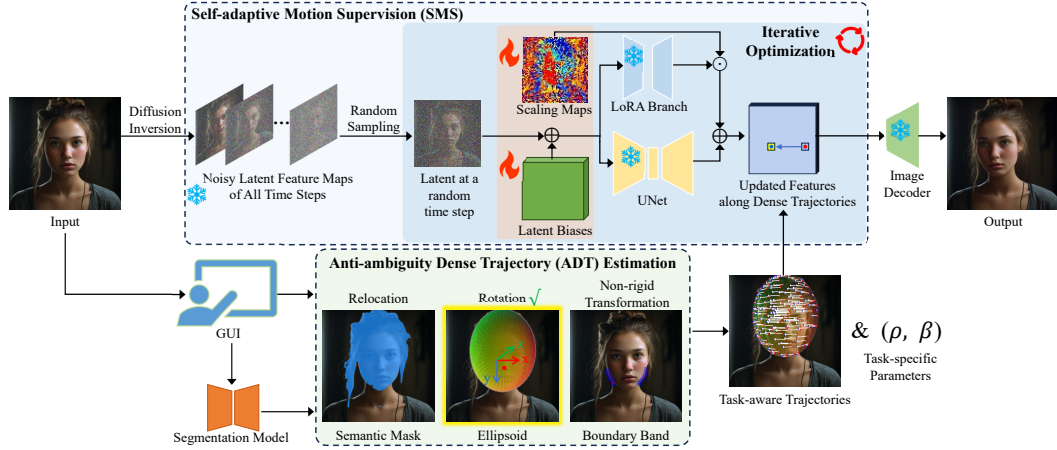 Self-adaptive Motion Supervision (SMS)
Iterative
Optimization
Diffusion
Inversion
Random
Sampling
Scaling Maps
LoRA Branch
Noisy Latent Feature Maps
of All Time Steps
Latent at a
random
time step
Latent Biases
UNet
Updated Features
along Dense Trajectories
Image
Decoder
Input
Output
Anti-ambiguity Dense Trajectory (ADT) Estimation
Relocation
Rotation √
Non-rigid
Transformation
GUI
z
x
y
& (ρ, β)
Task-specific
Parameters
Segmentation Model
Semantic Mask
Ellipsoid
Boundary Band
Task-aware Trajectories